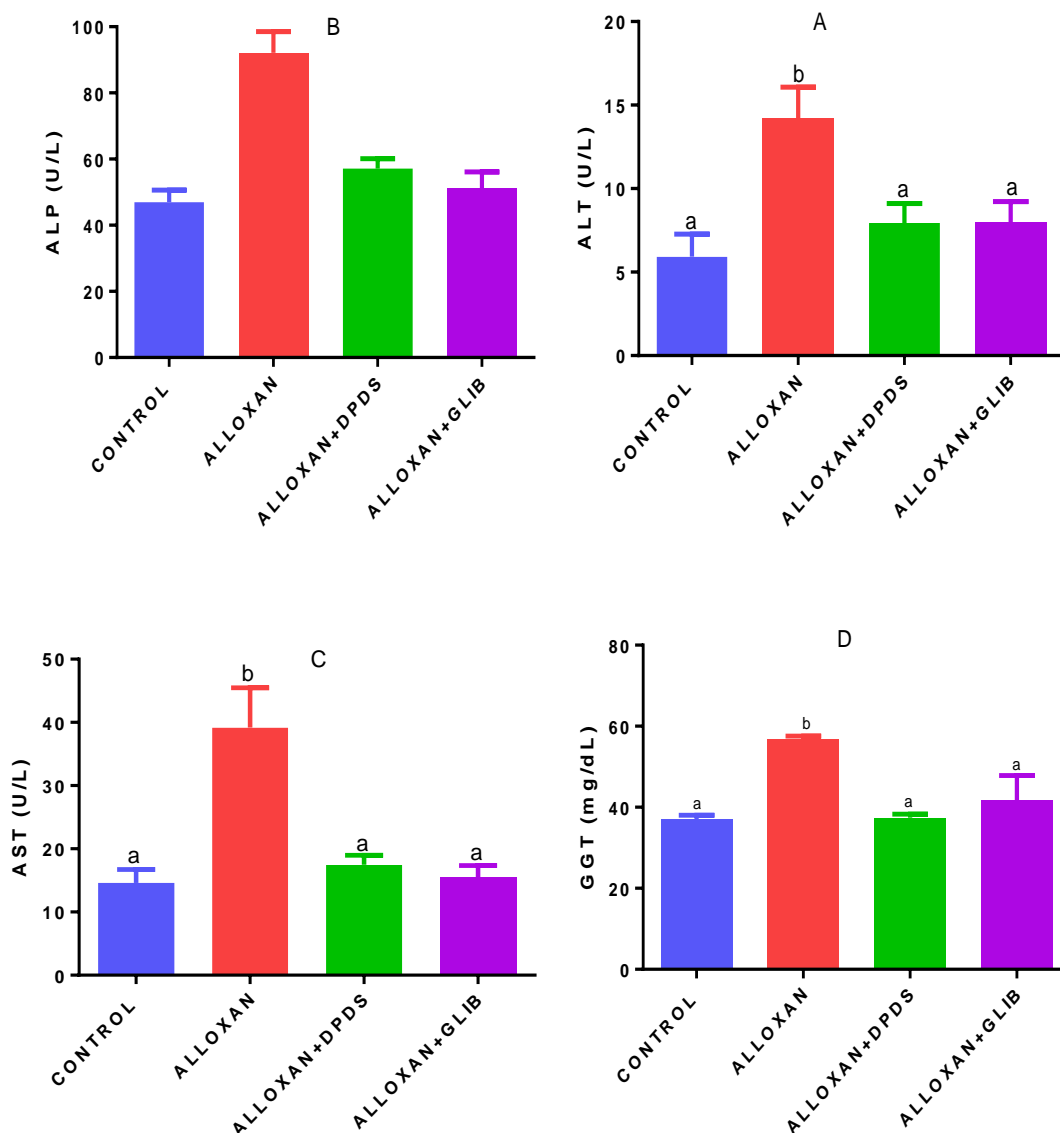 B
ALP (U/L)
100
80
60
40
20
0
CONTROL
ALLOXAN
ALLOXAN+DPDS
ALLOXAN+GLIB
A
ALT (U/L)
20
15
10
5
0
a
b
a
a
CONTROL
ALLOXAN
ALLOXAN+DPDS
ALLOXAN+GLIB
C
AST (U/L)
50
40
30
20
10
0
a
b
a
a
CONTROL
ALLOXAN
ALLOXAN+DPDS
ALLOXAN+GLIB
D
GGT (mg/dL)
80
60
40
20
0
a
b
a
a
CONTROL
ALLOXAN
ALLOXAN+DPDS
ALLOXAN+GLIB